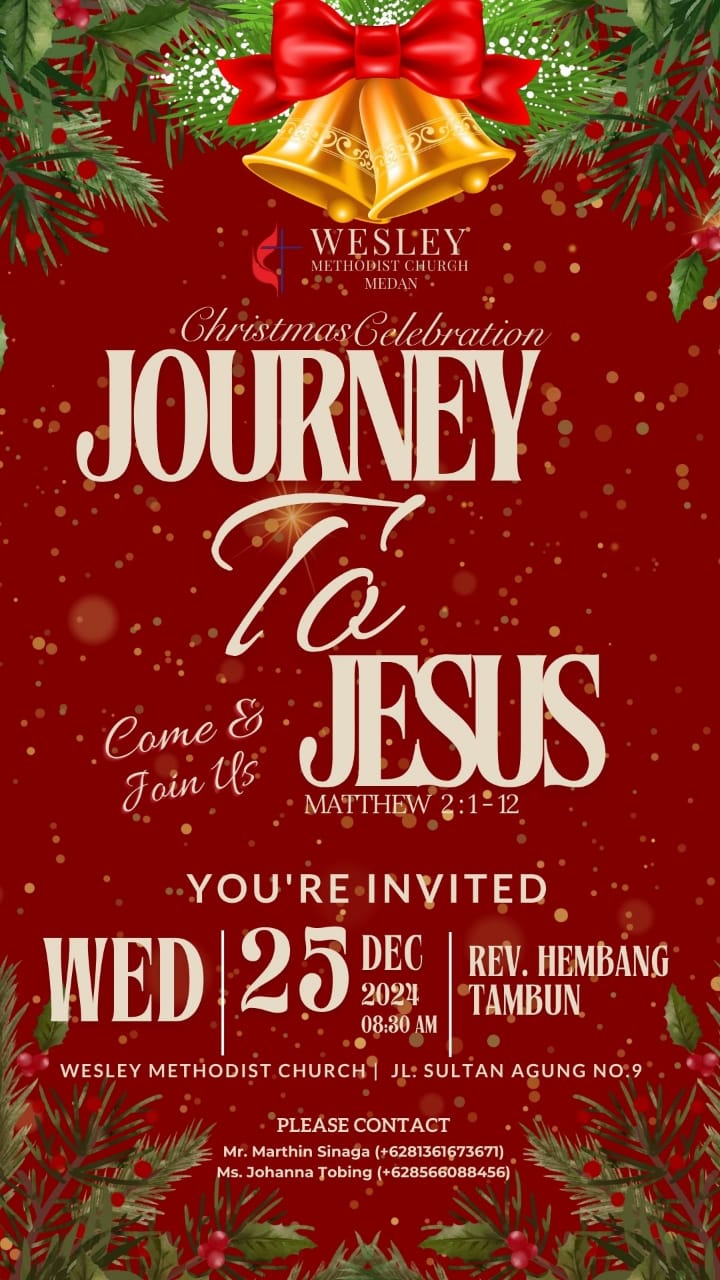 WESLEY
METHODIST CHURCH
MEDAN
Christmas Celebration
JOURNEY
To
JESUS
Come &
Join Us
MATTHEW 2:1-12
YOU'RE INVITED
WED
25
DEC
2024
08:30 AM
REV. HEMBANG
TAMBUN
WESLEY METHODIST CHURCH | JL. SULTAN AGUNG NO.9
PLEASE CONTACT
Mr. Marthin Sinaga (+6281361673671)
Ms. Johanna Tobing (+628566088456)